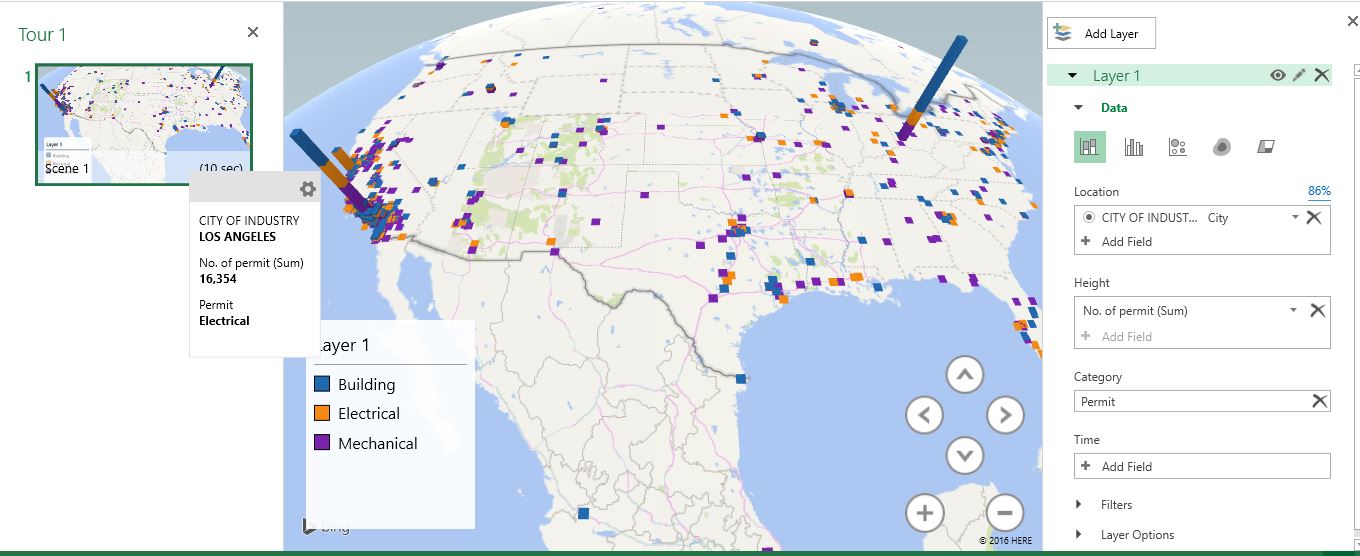 Tour 1
1
Layer 1
Scene 1
(10 sec)
CITY OF INDUSTRY
LOS ANGELES
No. of permit (Sum)
16,354
Permit
Electrical
ayer 1
Building
Electrical
Mechanical
bing
© 2016 HERE
Add Layer
Layer 1
Data
Location
86%
CITY OF INDUST... City
Add Field
Height
No. of permit (Sum)
Add Field
Category
Permit
Time
Add Field
Filters
Layer Options